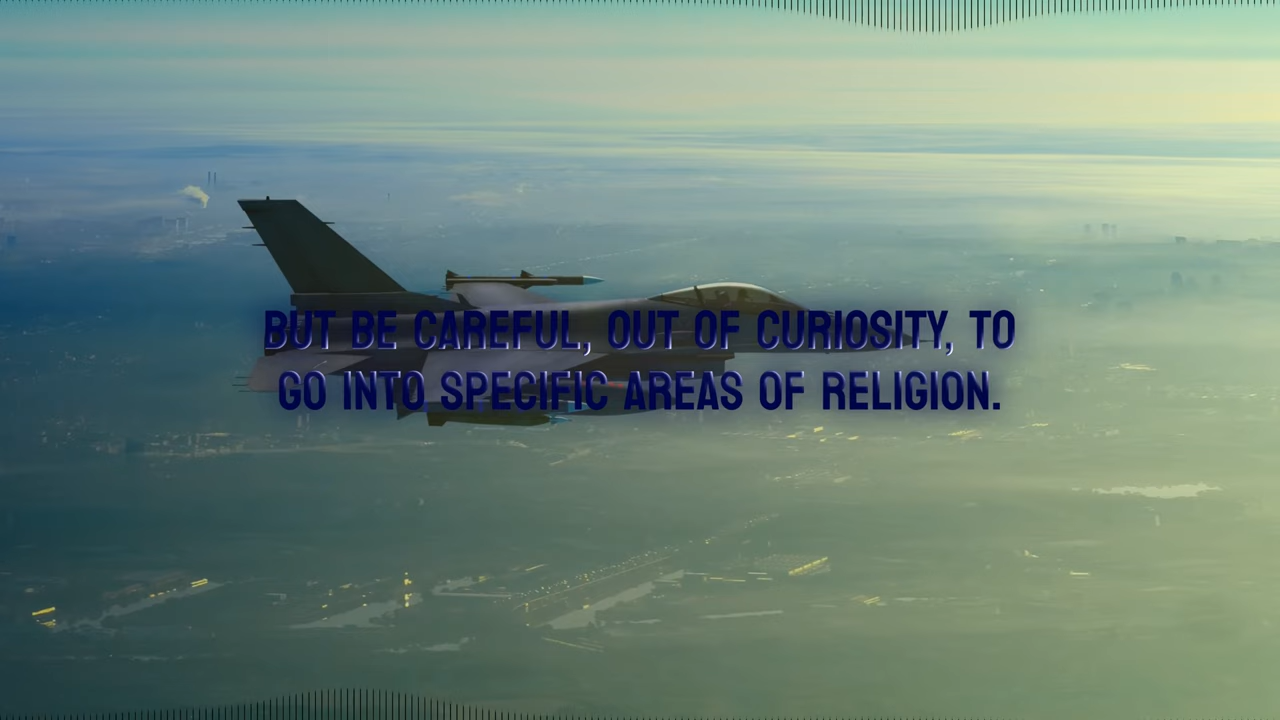 BUT BE CAREFUL, OUT OF CURIOSITY, TO
GO INTO SPECIFIC AREAS OF RELIGION.